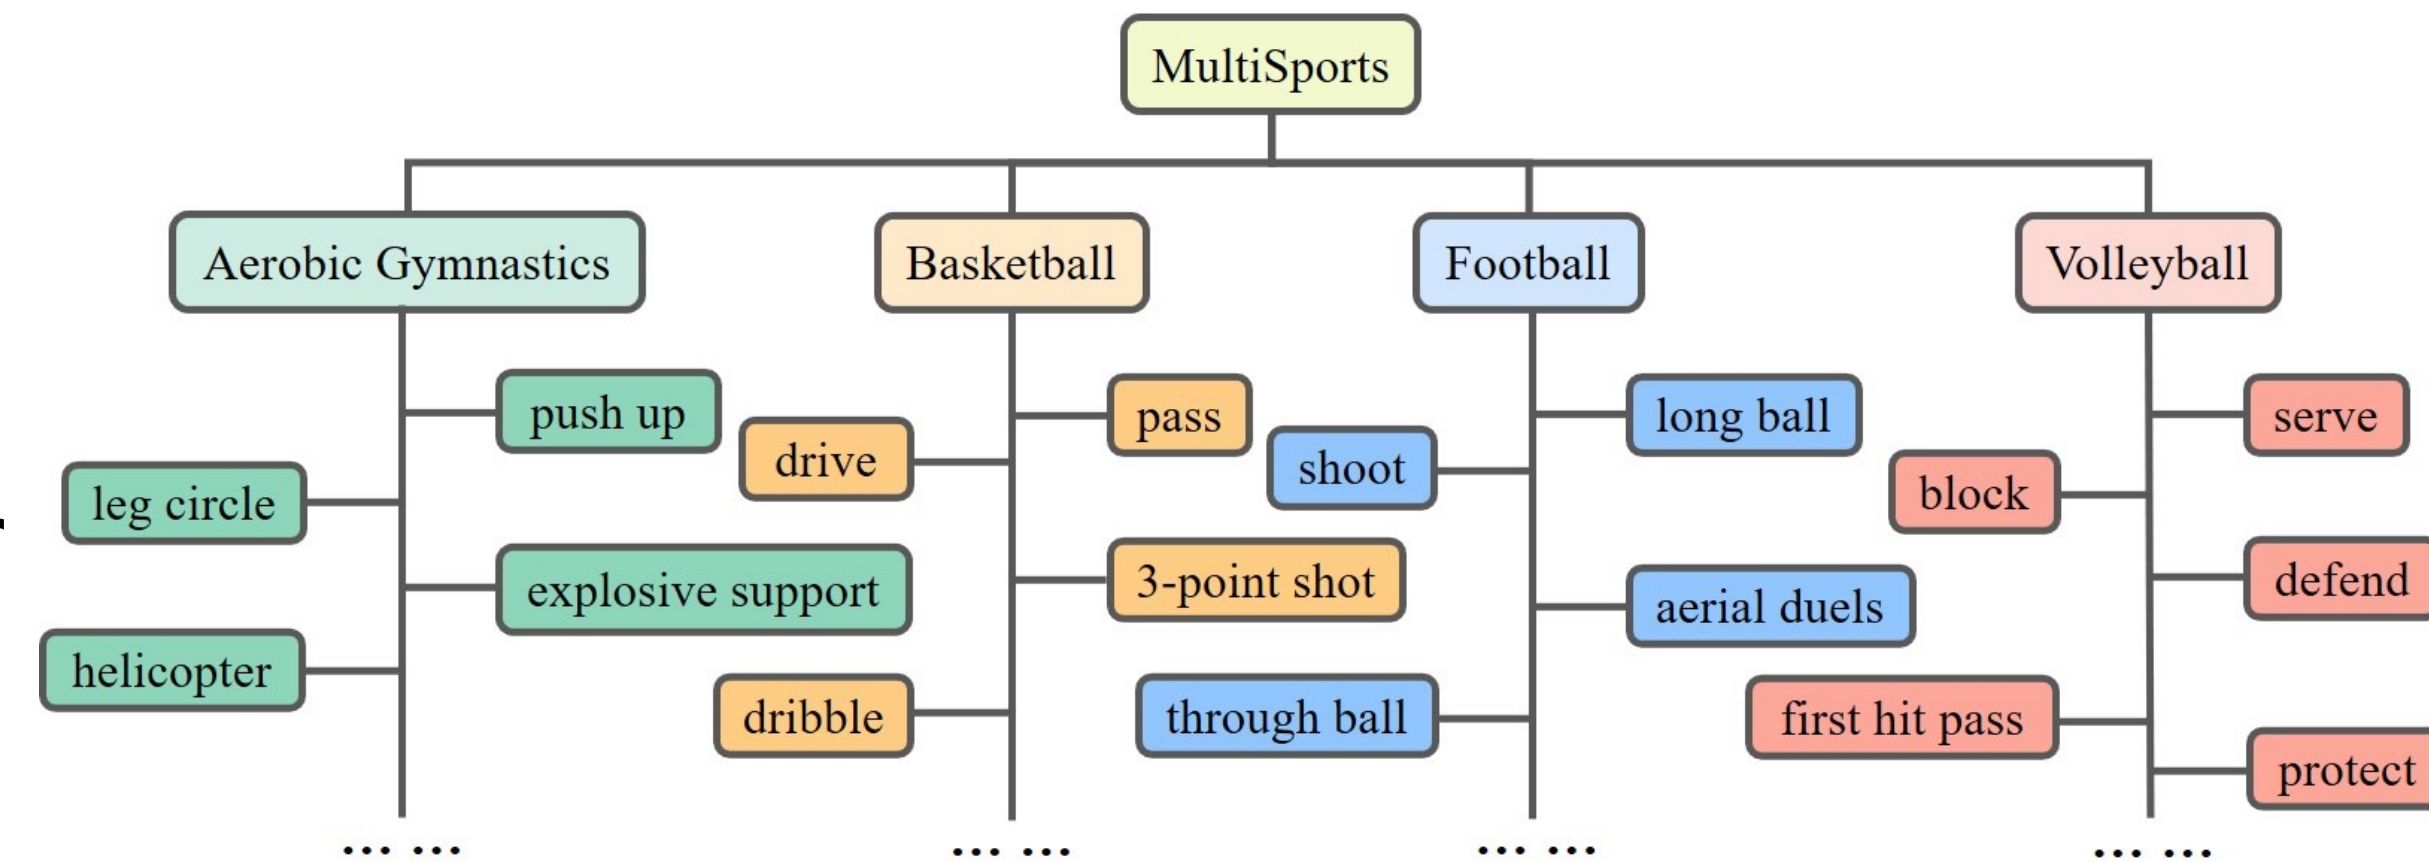 MultiSports
Aerobic Gymnastics
Basketball
Football
Volleyball
push up
leg circle
explosive support
helicopter
pass
drive
3-point shot
dribble
long ball
shoot
aerial duels
through ball
serve
block
defend
first hit pass
protect
... ...
... ...
... ...
... ...